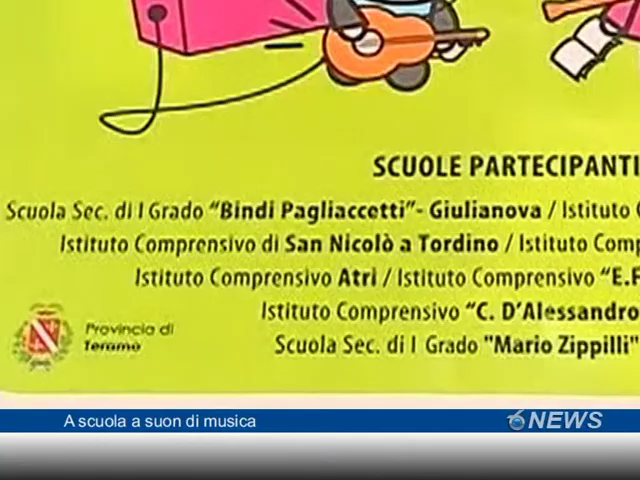 SCUOLE PARTECIPANTI
Scuola Sec. di I Grado "Bindi Pagliaccetti"- Giulianova / Istituto
Istituto Comprensivo di San Nicolò a Tordino / Istituto Comp
Istituto Comprensivo Atri / Istituto Comprensivo "E.F
Istituto Comprensivo "C. D'Alessandro
Scuola Sec. di I Grado "Mario Zippilli"
Provincia di
Teramo
A scuola a suon di musica
NEWS